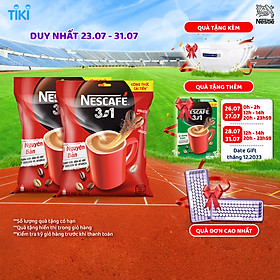 TIKI
Nestlé
QUÀ TẶNG KÈM
DUY NHẤT 23.07 - 31.07
QUÀ TẶNG THÊM
26.07
27.07
0h - 2h
12h - 14h
20h - 23h59
28.07
31.07
12h - 14h
20h - 23h59
Date Gift
tháng 12.2023
QUÀ ĐƠN CAO NHẤT
CÔNG THỨC
CẢI TIẾN
NESCAFÉ
3in1
Nguyên
Bản
NESCAFÉ
3in1
Nguyên
Bản
**Số lượng quà tặng có hạn
**Quà tặng hiển thị trong giỏ hàng
**Kiểm tra kỹ giỏ hàng trước khi thanh toán